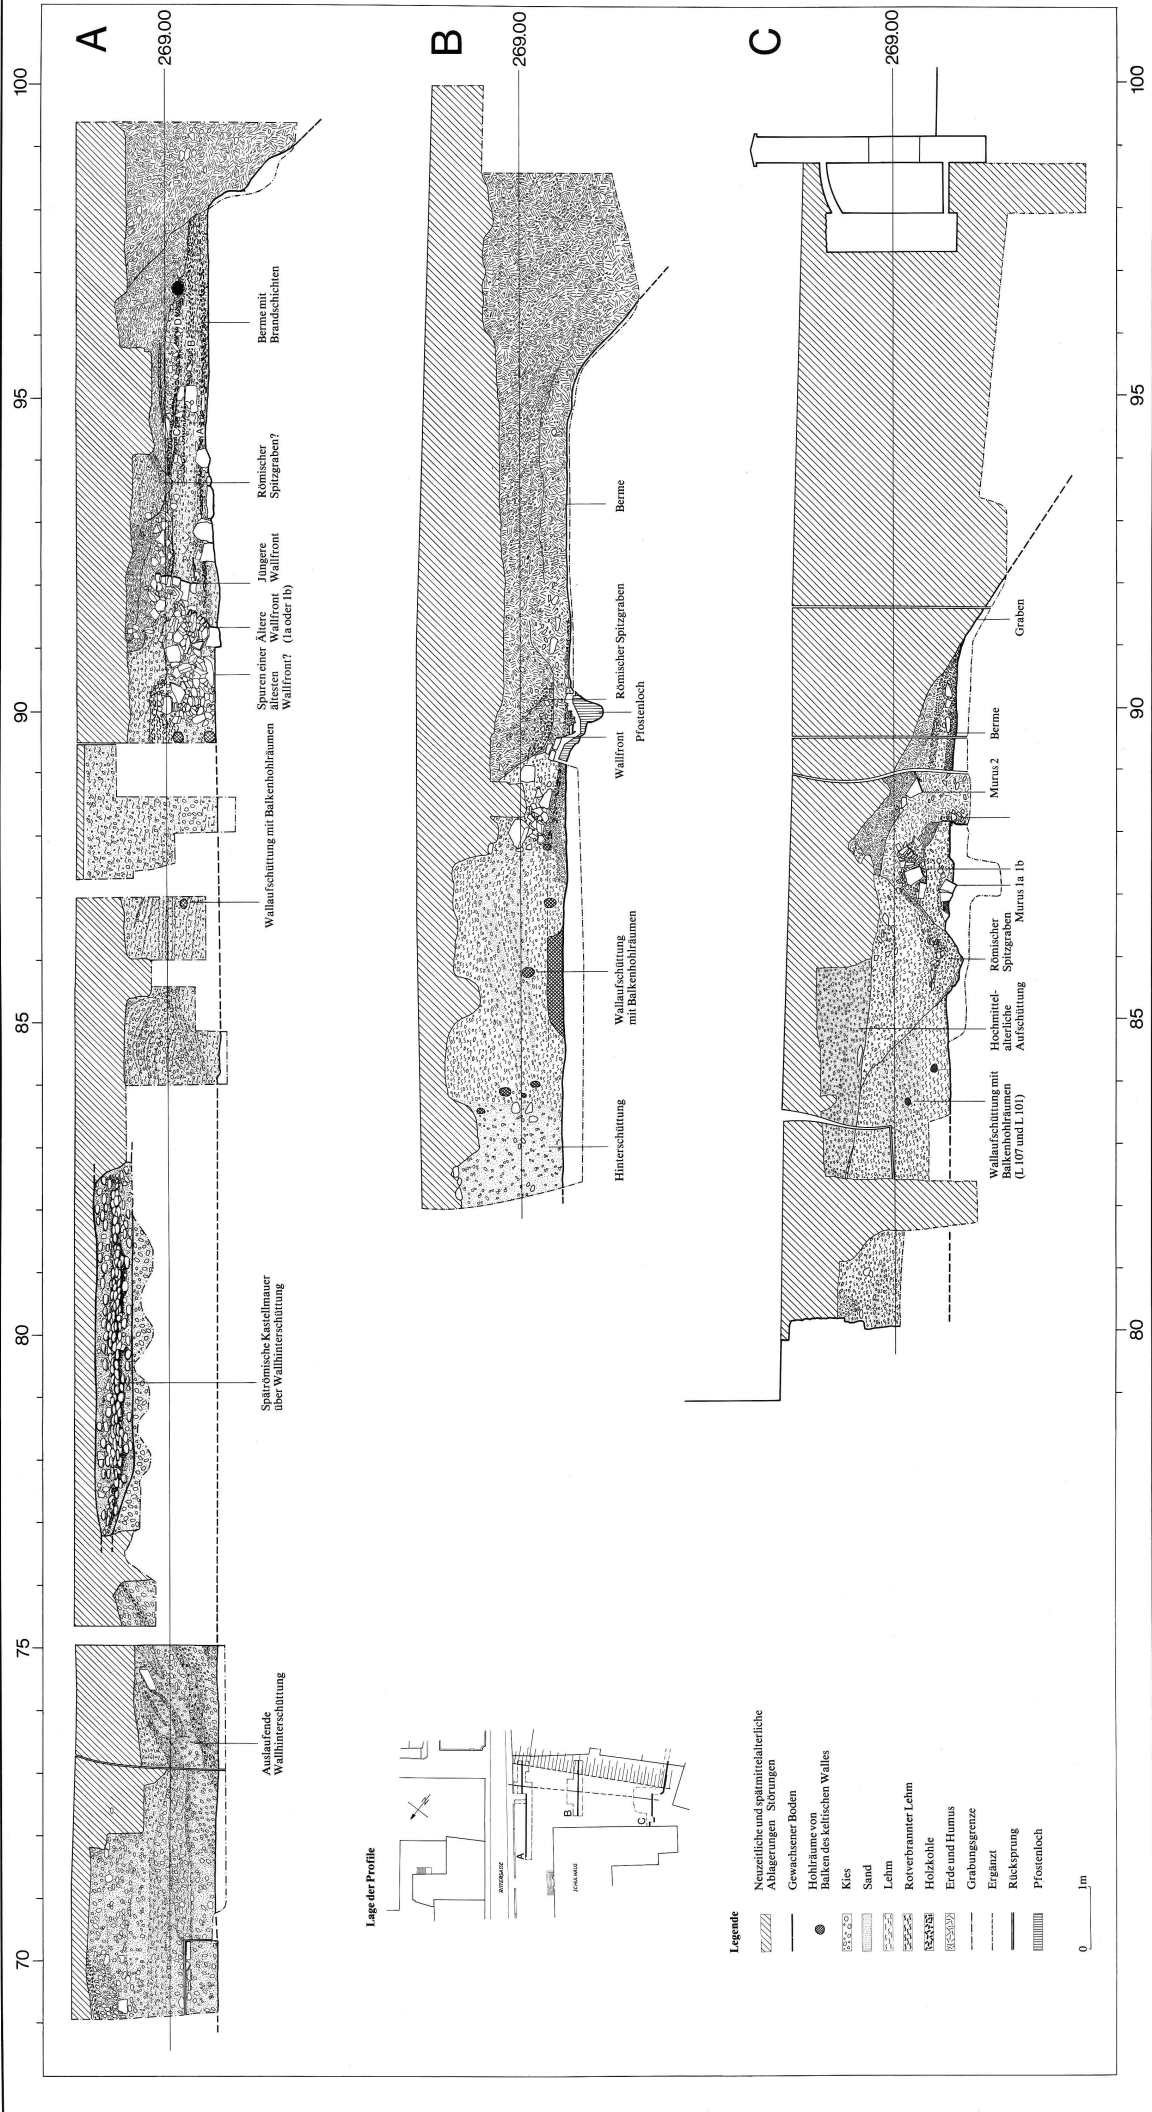 A
269.00
Auslaufende
Wallhinterschüttung
Spätrömische Kastellmauer
über Wallhinterschüttung
Wallaufschüttung mit Balkenhohlräumen
Spuren einer
ältesten
Wallfront?
Ältere
Wallfront
(1a oder 1b)
Jüngere
Wallfront
Römischer
Spitzgraben?
Berme mit
Brandschichten
A
B
C
D
B
269.00
Hinterschüttung
Wallaufschüttung
mit Balkenhohlräumen
Wallfront
Pfostenloch
Römischer Spitzgraben
Berme
C
269.00
Wallaufschüttung mit
Balkenhohlräumen
(L 107 und L 101)
Hochmittel-
alterliche
Aufschüttung
Römischer
Spitzgraben
Murus 1a 1b
Murus 2
Berme
Graben
70
75
80
85
90
95
100
80
85
90
95
100
Lage der Profile
RITTERGASSE
SCHULHAUS
A
B
C
Legende
Neuzeitliche und spätmittelalterliche
Ablagerungen Störungen
Gewachsener Boden
Hohlräume von
Balken des keltischen Walles
Kies
Sand
Lehm
Rotverbrannter Lehm
Holzkohle
Erde und Humus
Grabungsgrenze
Ergänzt
Rücksprung
Pfostenloch
0 1m